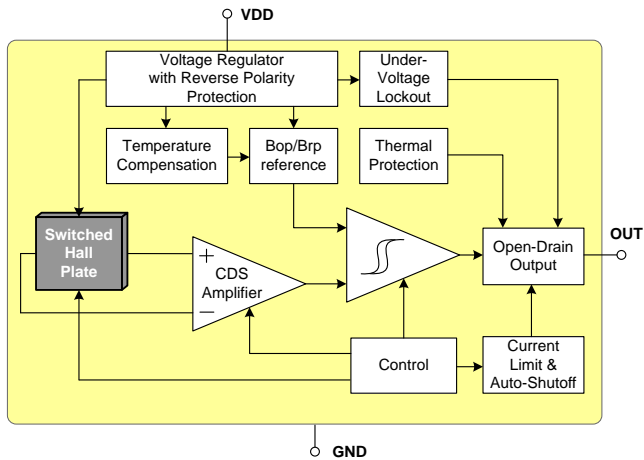 VDD
Voltage Regulator
with Reverse Polarity
Protection
Under-
Voltage
Lockout
Temperature
Compensation
Bop/Brp
reference
Thermal
Protection
Switched
Hall
Plate
+
CDS
Amplifier
−
Open-Drain
Output
OUT
Control
Current
Limit &
Auto-Shutoff
GND